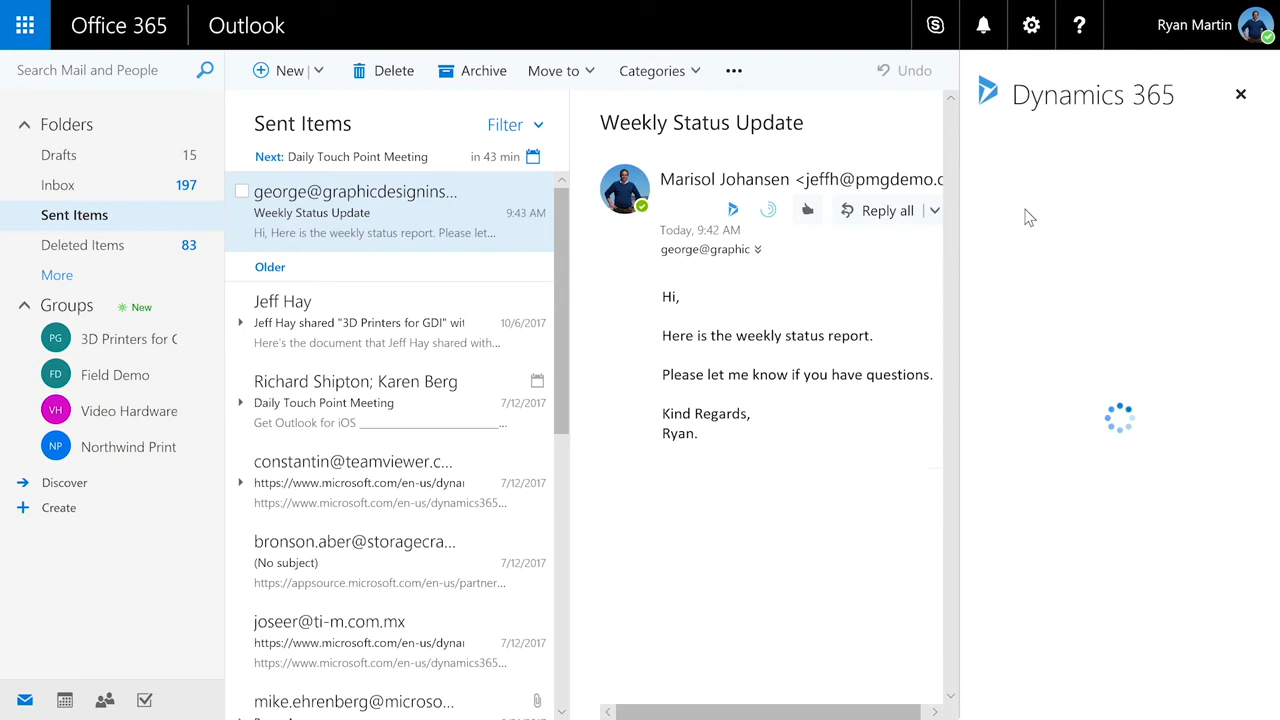 Office 365
Outlook
Ryan Martin
Search Mail and People
New
Delete
Archive
Move to
Categories
Undo
Folders
Drafts 15
Inbox 197
Sent Items
Deleted Items 83
More
Groups New
PG 3D Printers for
FD Field Demo
VH Video Hardware
NP Northwind Print
Discover
Create
Sent Items
Filter
Next: Daily Touch Point Meeting in 43 min
george@graphicdesignins...
Weekly Status Update 9:43 AM
Hi, Here is the weekly status report. Please let...
Older
Jeff Hay
Jeff Hay shared "3D Printers for GDI" wit 10/6/2017
Here's the document that Jeff Hay shared with...
Richard Shipton; Karen Berg
Daily Touch Point Meeting 7/12/2017
Get Outlook for iOS ________________________...
constantin@teamviewer.c...
https://www.microsoft.com/en-us/dynai 7/12/2017
https://www.microsoft.com/en-us/dynamics365...
bronson.aber@storagecra...
(No subject) 7/12/2017
https://appsource.microsoft.com/en-us/partner...
joseer@ti-m.com.mx
https://www.microsoft.com/en-us/dynai 7/12/2017
https://www.microsoft.com/en-us/dynamics365...
mike.ehrenberg@microso...
Weekly Status Update
Marisol Johansen <jeffh@pmgdemo.c
Reply all
Today, 9:42 AM
george@graphic
Hi,
Here is the weekly status report.
Please let me know if you have questions.
Kind Regards,
Ryan.
Dynamics 365